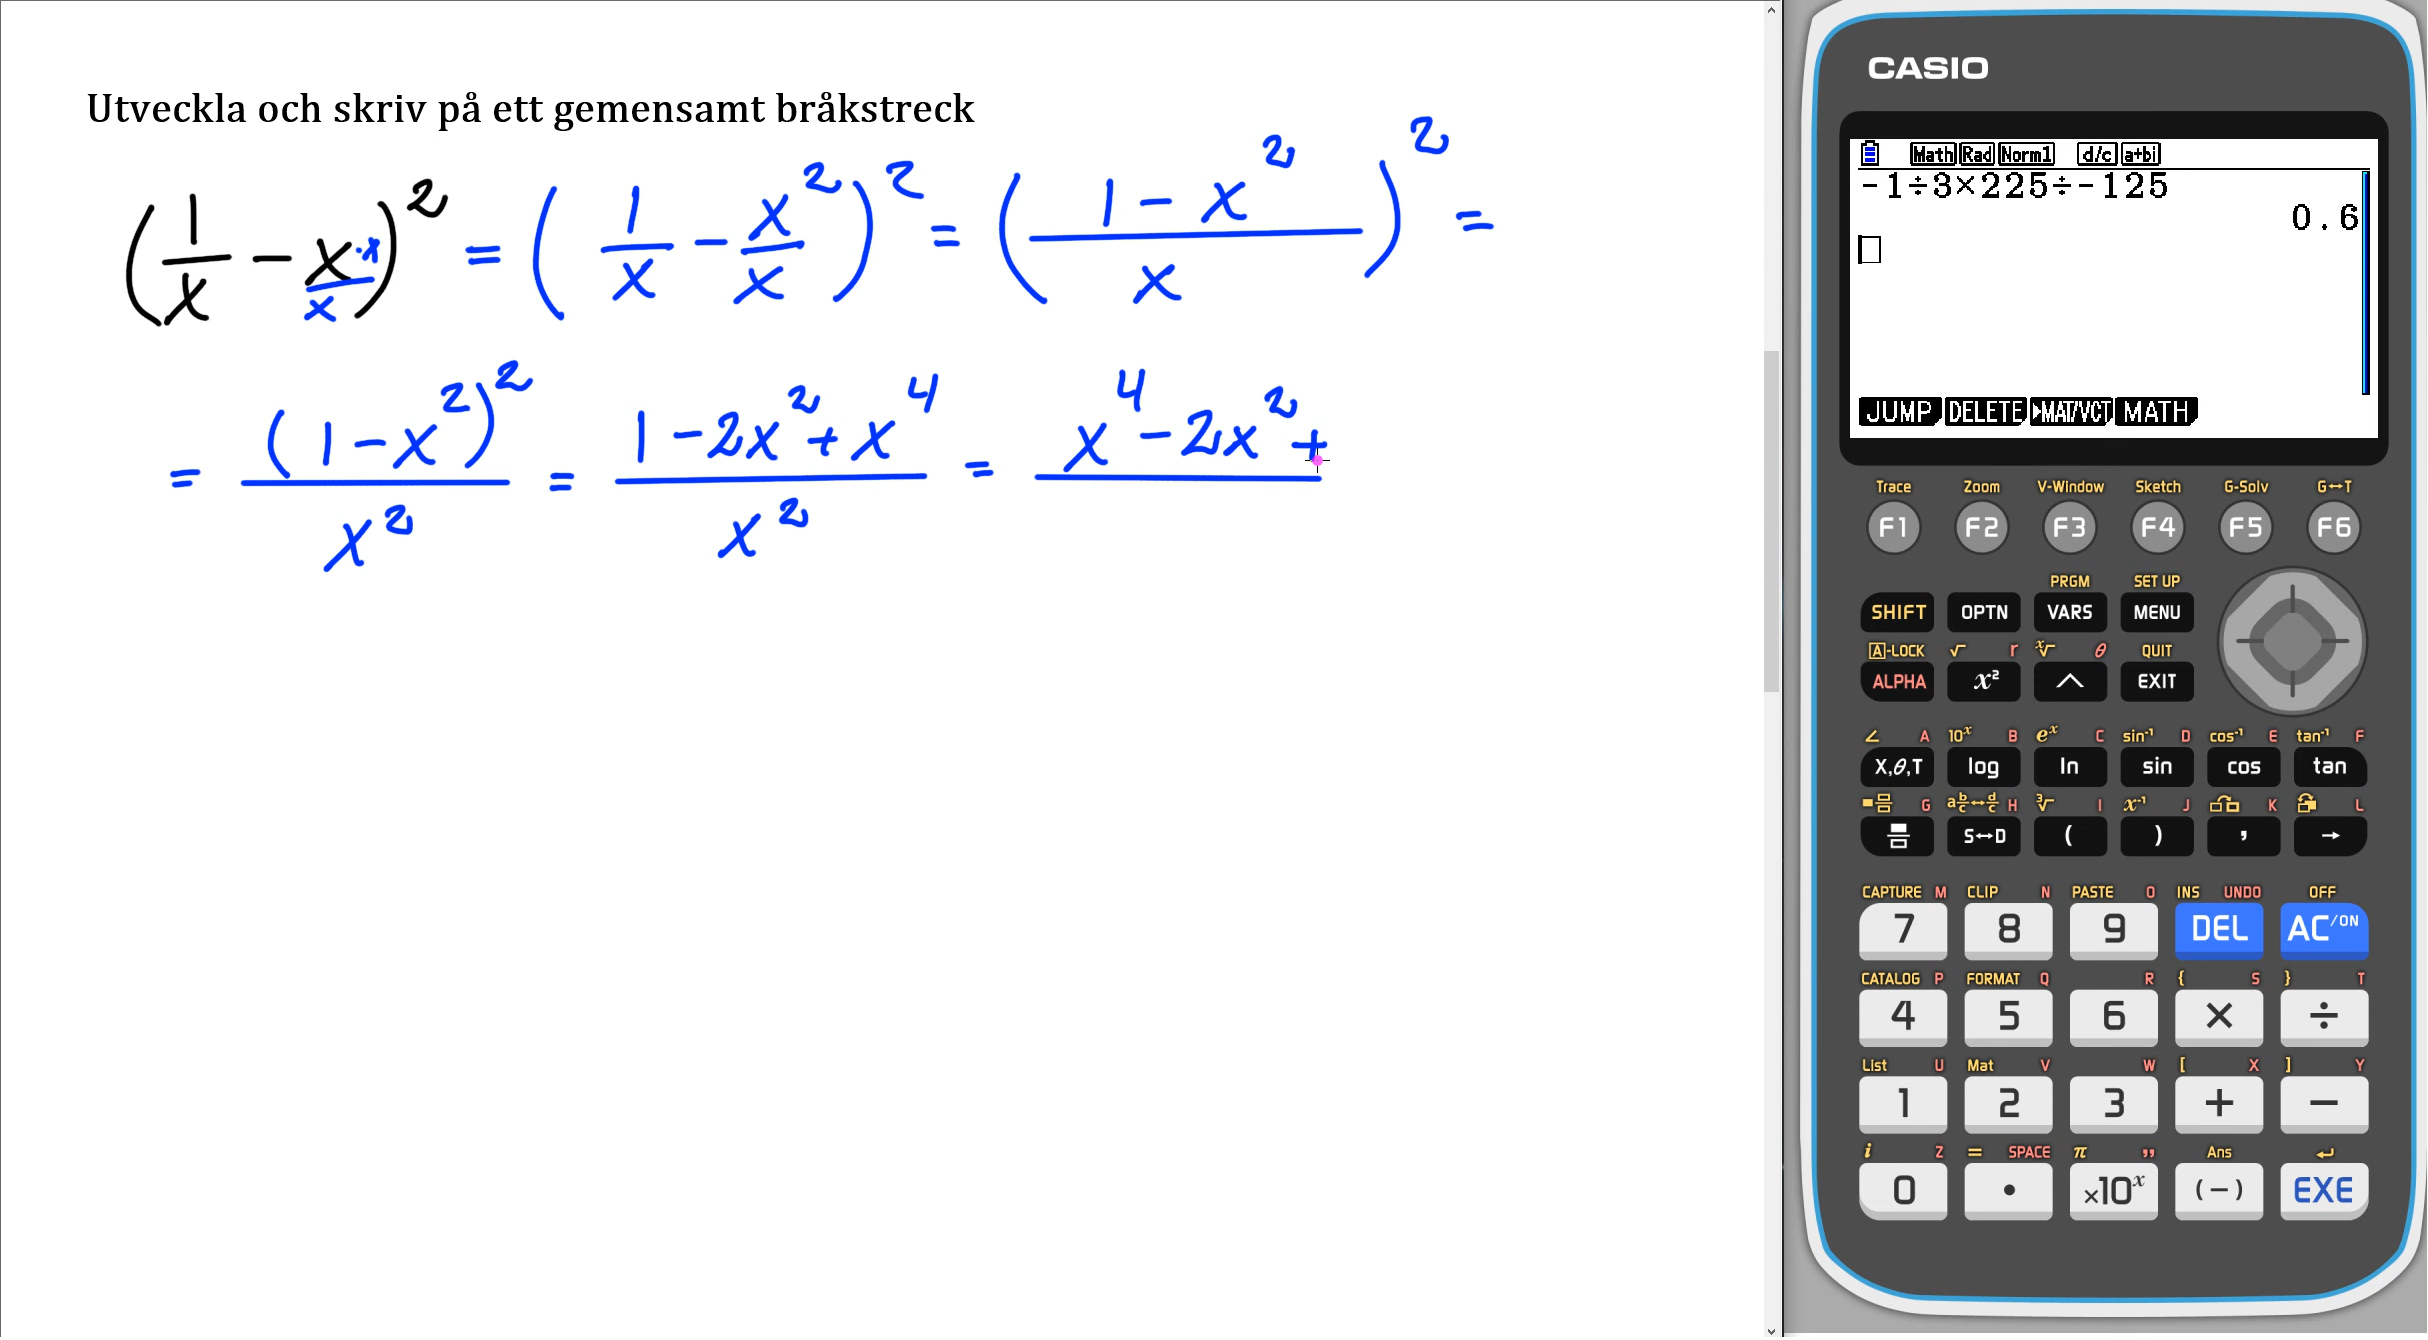 Utveckla och skriv på ett gemensamt bråkstreck
(1/x - x·x/x)² = (1/x - x²/x)² = ((1 - x²)/x)² =
= (1-x²)²/x² = (1-2x²+x⁴)/x² = x⁴-2x²+
CASIO
Math Rad Norm1 d/c a+bi
-1÷3×225÷-125
0.6
JUMP DELETE ▶MAT/VCT MATH
Trace Zoom V-Window Sketch G-Solv G↔T
F1 F2 F3 F4 F5 F6
PRGM SET UP
SHIFT OPTN VARS MENU
A-LOCK √ r ˣ√ θ QUIT
ALPHA x² ^ EXIT
∠ A 10ˣ B eˣ C sin⁻¹ D cos⁻¹ E tan⁻¹ F
X,θ,T log ln sin cos tan
G a b/c↔d/c H ³√ I x⁻¹ J K L
S↔D ( ) , →
CAPTURE M CLIP N PASTE O INS UNDO OFF
7 8 9 DEL AC/ON
CATALOG P FORMAT Q R { S } T
4 5 6 × ÷
List U Mat V W [ X ] Y
1 2 3 + −
i Z = SPACE π " Ans ↵
0 • ×10ˣ (−) EXE